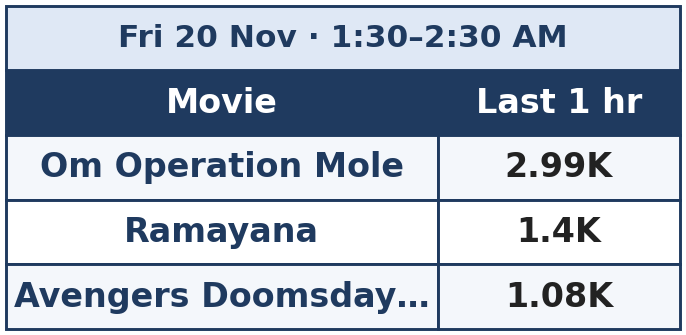 Fri 20 Nov · 1:30–2:30 AM
Movie Last 1 hr
Om Operation Mole 2.99K
Ramayana 1.4K
Avengers Doomsday... 1.08K